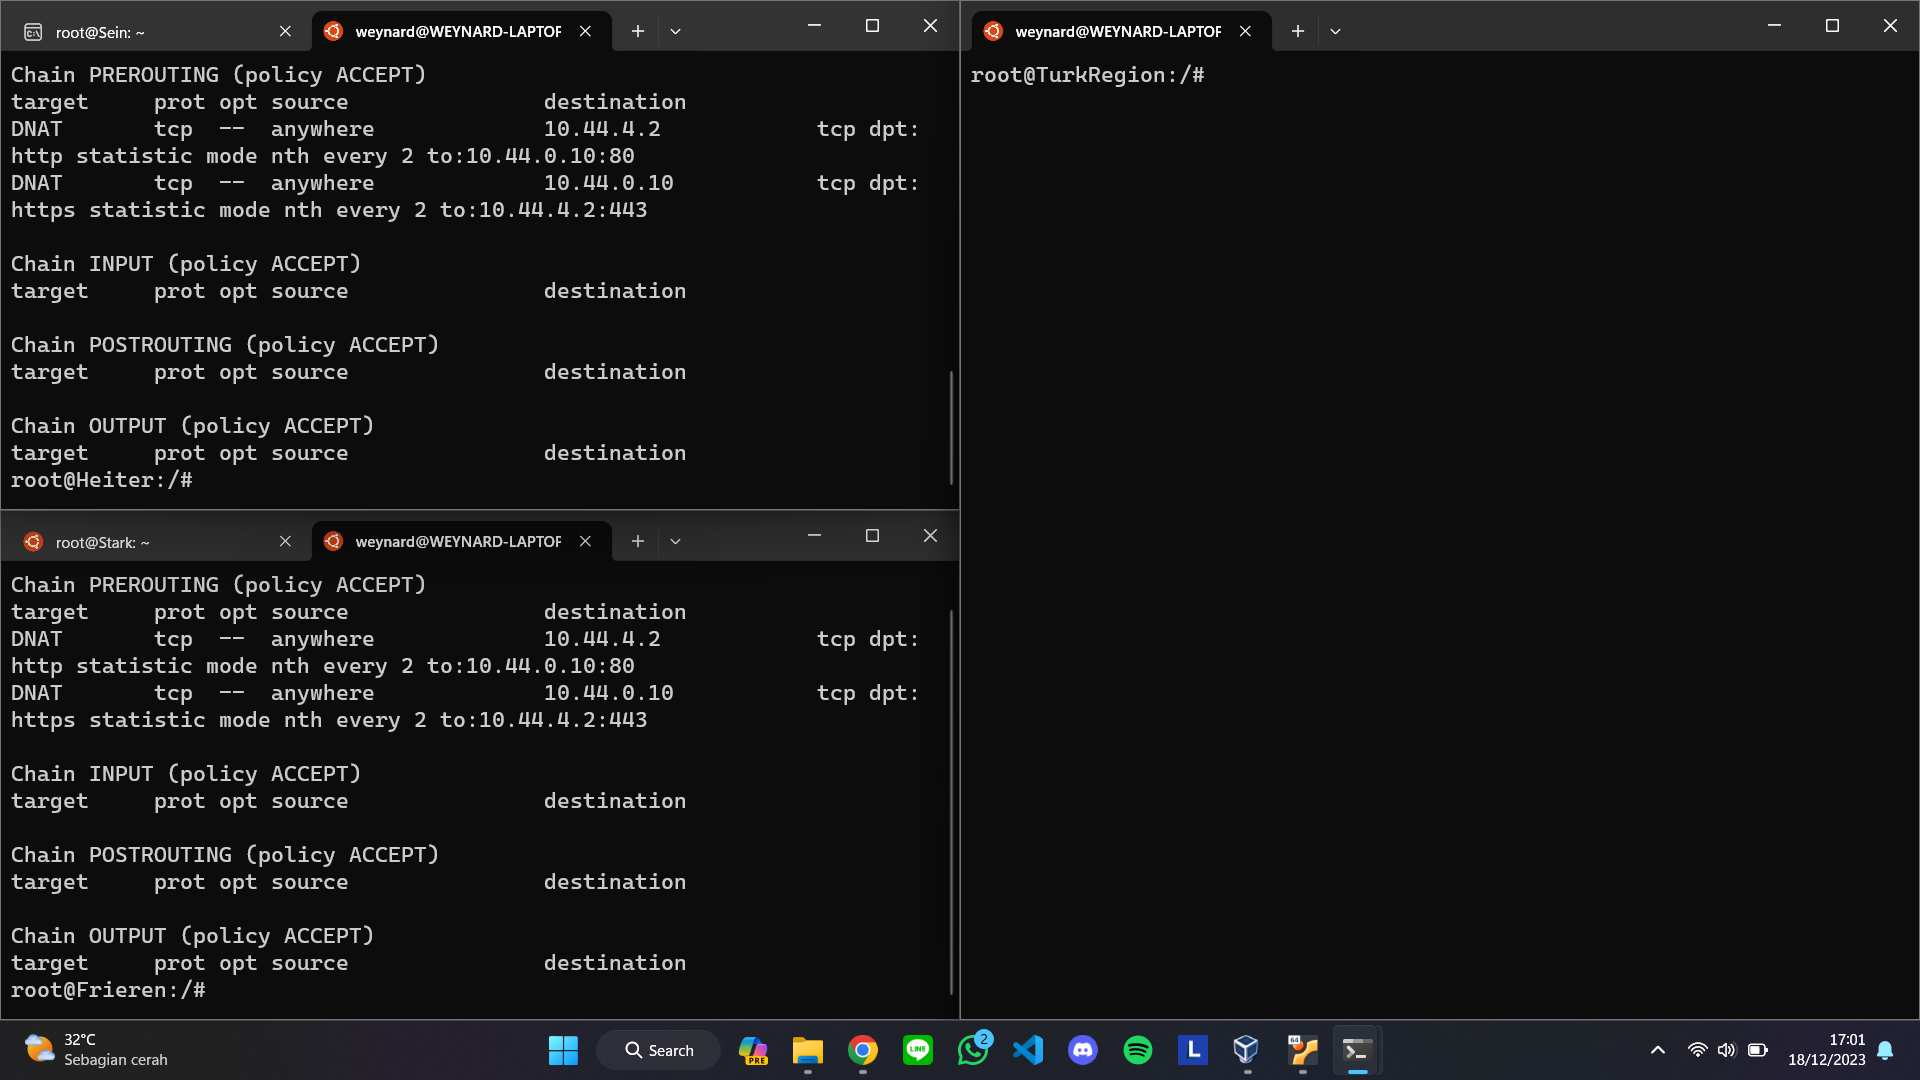 root@Sein: ~
weynard@WEYNARD-LAPTOP
Chain PREROUTING (policy ACCEPT)
target     prot opt source               destination
DNAT       tcp  --  anywhere             10.44.4.2            tcp dpt:
http statistic mode nth every 2 to:10.44.0.10:80
DNAT       tcp  --  anywhere             10.44.0.10           tcp dpt:
https statistic mode nth every 2 to:10.44.4.2:443
Chain INPUT (policy ACCEPT)
target     prot opt source               destination
Chain POSTROUTING (policy ACCEPT)
target     prot opt source               destination
Chain OUTPUT (policy ACCEPT)
target     prot opt source               destination
root@Heiter:/#
root@Stark: ~
weynard@WEYNARD-LAPTOP
Chain PREROUTING (policy ACCEPT)
target     prot opt source               destination
DNAT       tcp  --  anywhere             10.44.4.2            tcp dpt:
http statistic mode nth every 2 to:10.44.0.10:80
DNAT       tcp  --  anywhere             10.44.0.10           tcp dpt:
https statistic mode nth every 2 to:10.44.4.2:443
Chain INPUT (policy ACCEPT)
target     prot opt source               destination
Chain POSTROUTING (policy ACCEPT)
target     prot opt source               destination
Chain OUTPUT (policy ACCEPT)
target     prot opt source               destination
root@Frieren:/#
weynard@WEYNARD-LAPTOP
root@TurkRegion:/#
32°C
Sebagian cerah
Search
PRE
LINE
2
L
64
17:01
18/12/2023